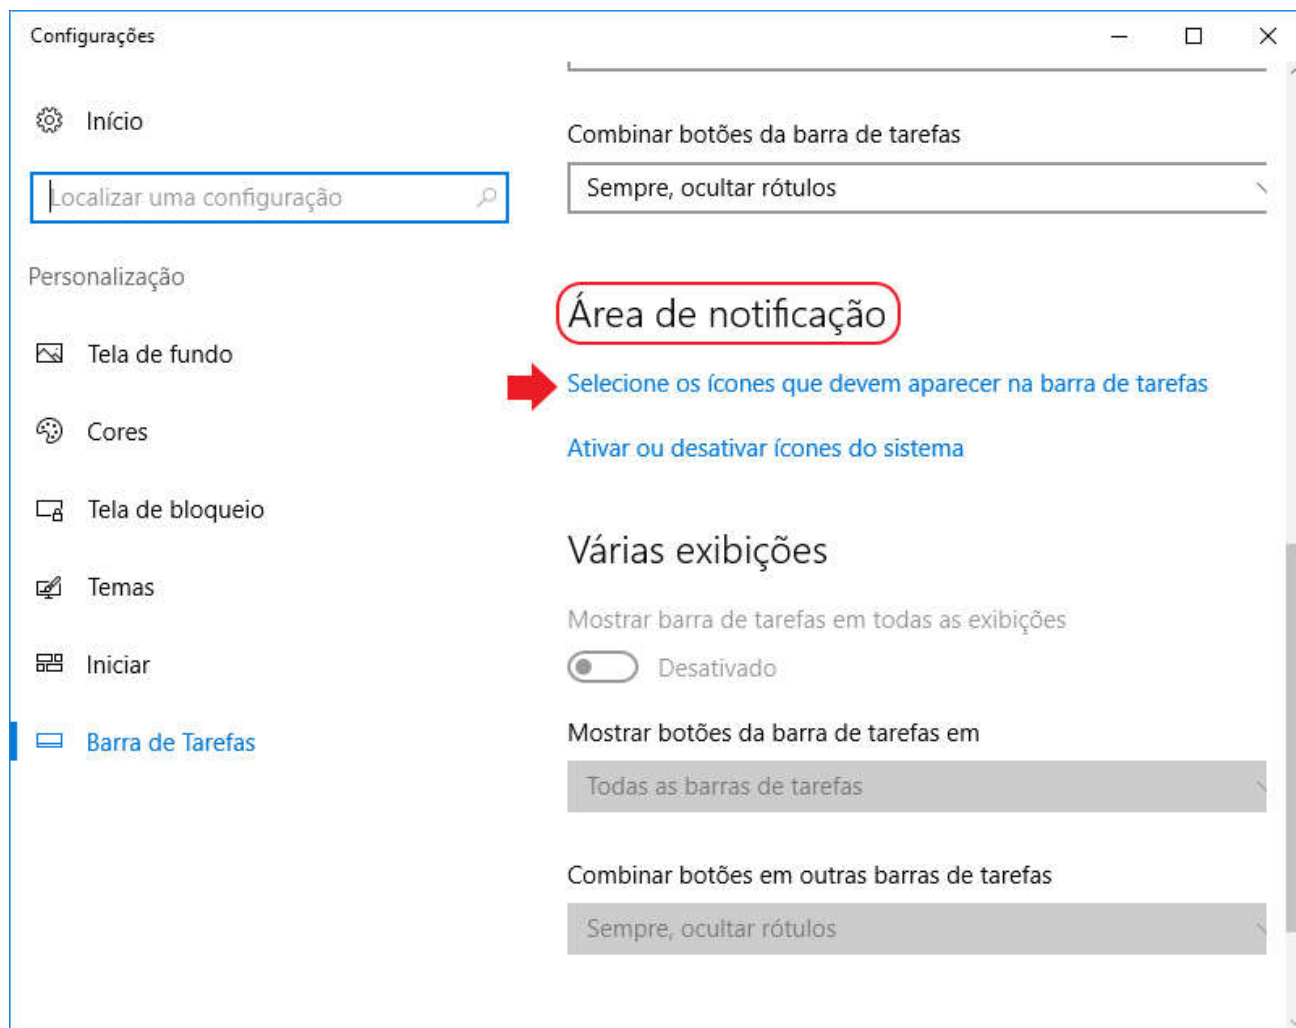 Configurações
Início
Localizar uma configuração
Personalização
Tela de fundo
Cores
Tela de bloqueio
Temas
Iniciar
Barra de Tarefas
Combinar botões da barra de tarefas
Sempre, ocultar rótulos
Área de notificação
Selecione os ícones que devem aparecer na barra de tarefas
Ativar ou desativar ícones do sistema
Várias exibições
Mostrar barra de tarefas em todas as exibições
Desativado
Mostrar botões da barra de tarefas em
Todas as barras de tarefas
Combinar botões em outras barras de tarefas
Sempre, ocultar rótulos